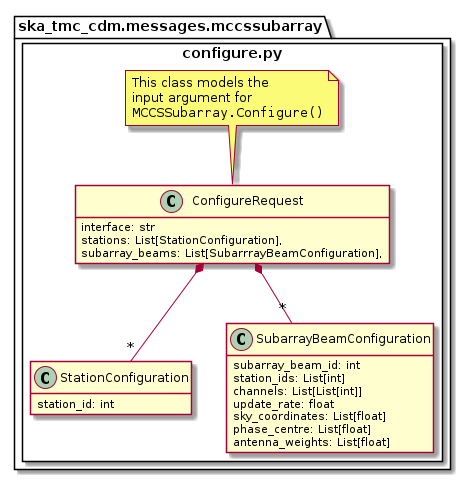 ska_tmc_cdm.messages.mccssubarray
configure.py
This class models the
input argument for
MCCSSubarray.Configure()
C ConfigureRequest
interface: str
stations: List[StationConfiguration],
subarray_beams: List[SubarrrayBeamConfiguration],
*
*
C StationConfiguration
station_id: int
C SubarrayBeamConfiguration
subarray_beam_id: int
station_ids: List[int]
channels: List[List[int]]
update_rate: float
sky_coordinates: List[float]
phase_centre: List[float]
antenna_weights: List[float]